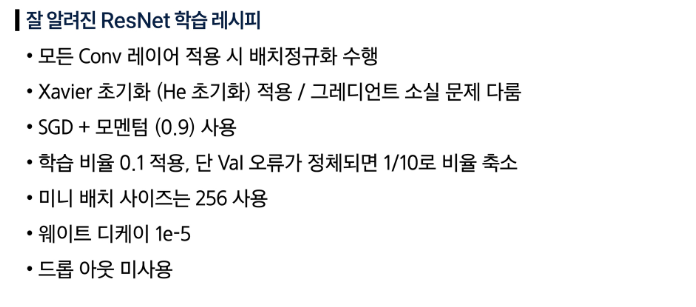 잘 알려진 ResNet 학습 레시피
• 모든 Conv 레이어 적용 시 배치정규화 수행
• Xavier 초기화 (He 초기화) 적용 / 그레디언트 소실 문제 다룸
• SGD + 모멘텀 (0.9) 사용
• 학습 비율 0.1 적용, 단 Val 오류가 정체되면 1/10로 비율 축소
• 미니 배치 사이즈는 256 사용
• 웨이트 디케이 1e-5
• 드롭 아웃 미사용